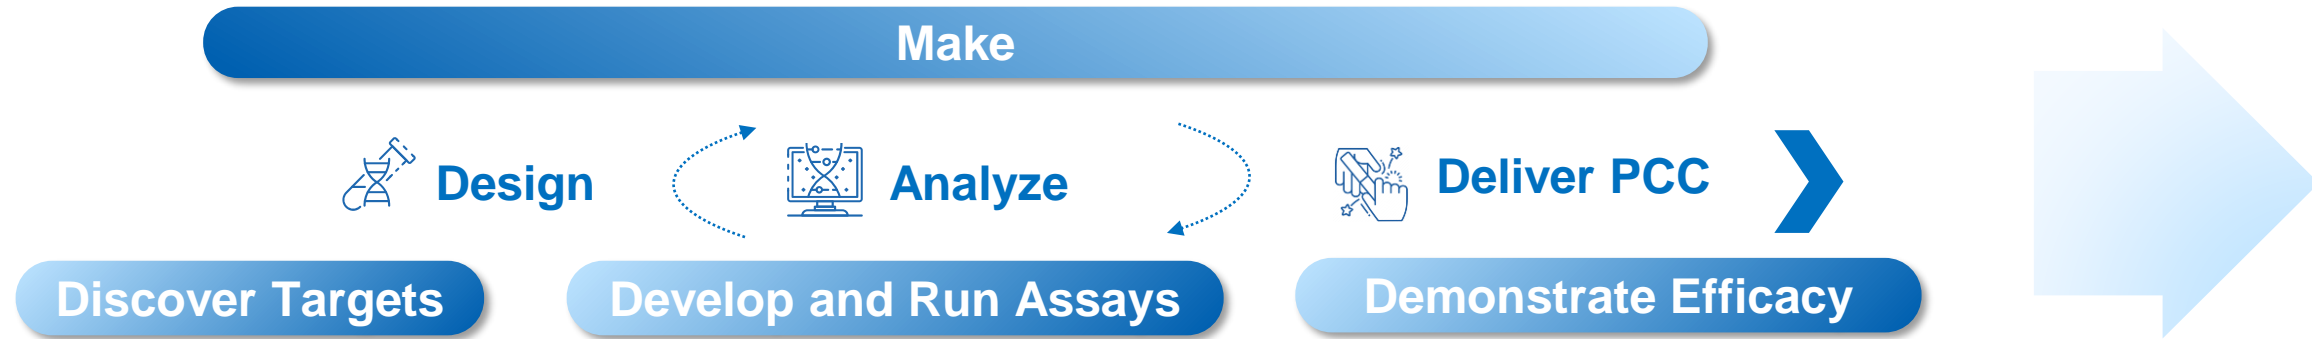 Make
Design
Analyze
Deliver PCC
Discover Targets
Develop and Run Assays
Demonstrate Efficacy